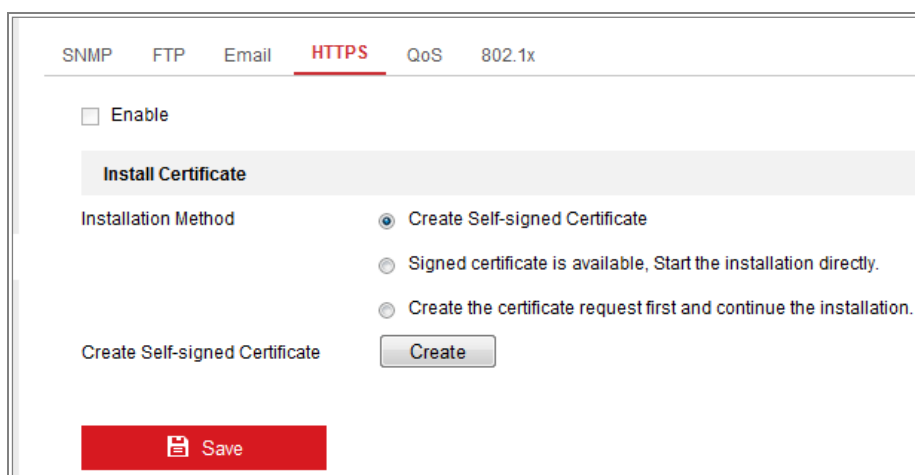 SNMP FTP Email HTTPS QoS 802.1x
Enable
Install Certificate
Installation Method Create Self-signed Certificate
Signed certificate is available, Start the installation directly.
Create the certificate request first and continue the installation.
Create Self-signed Certificate Create
Save